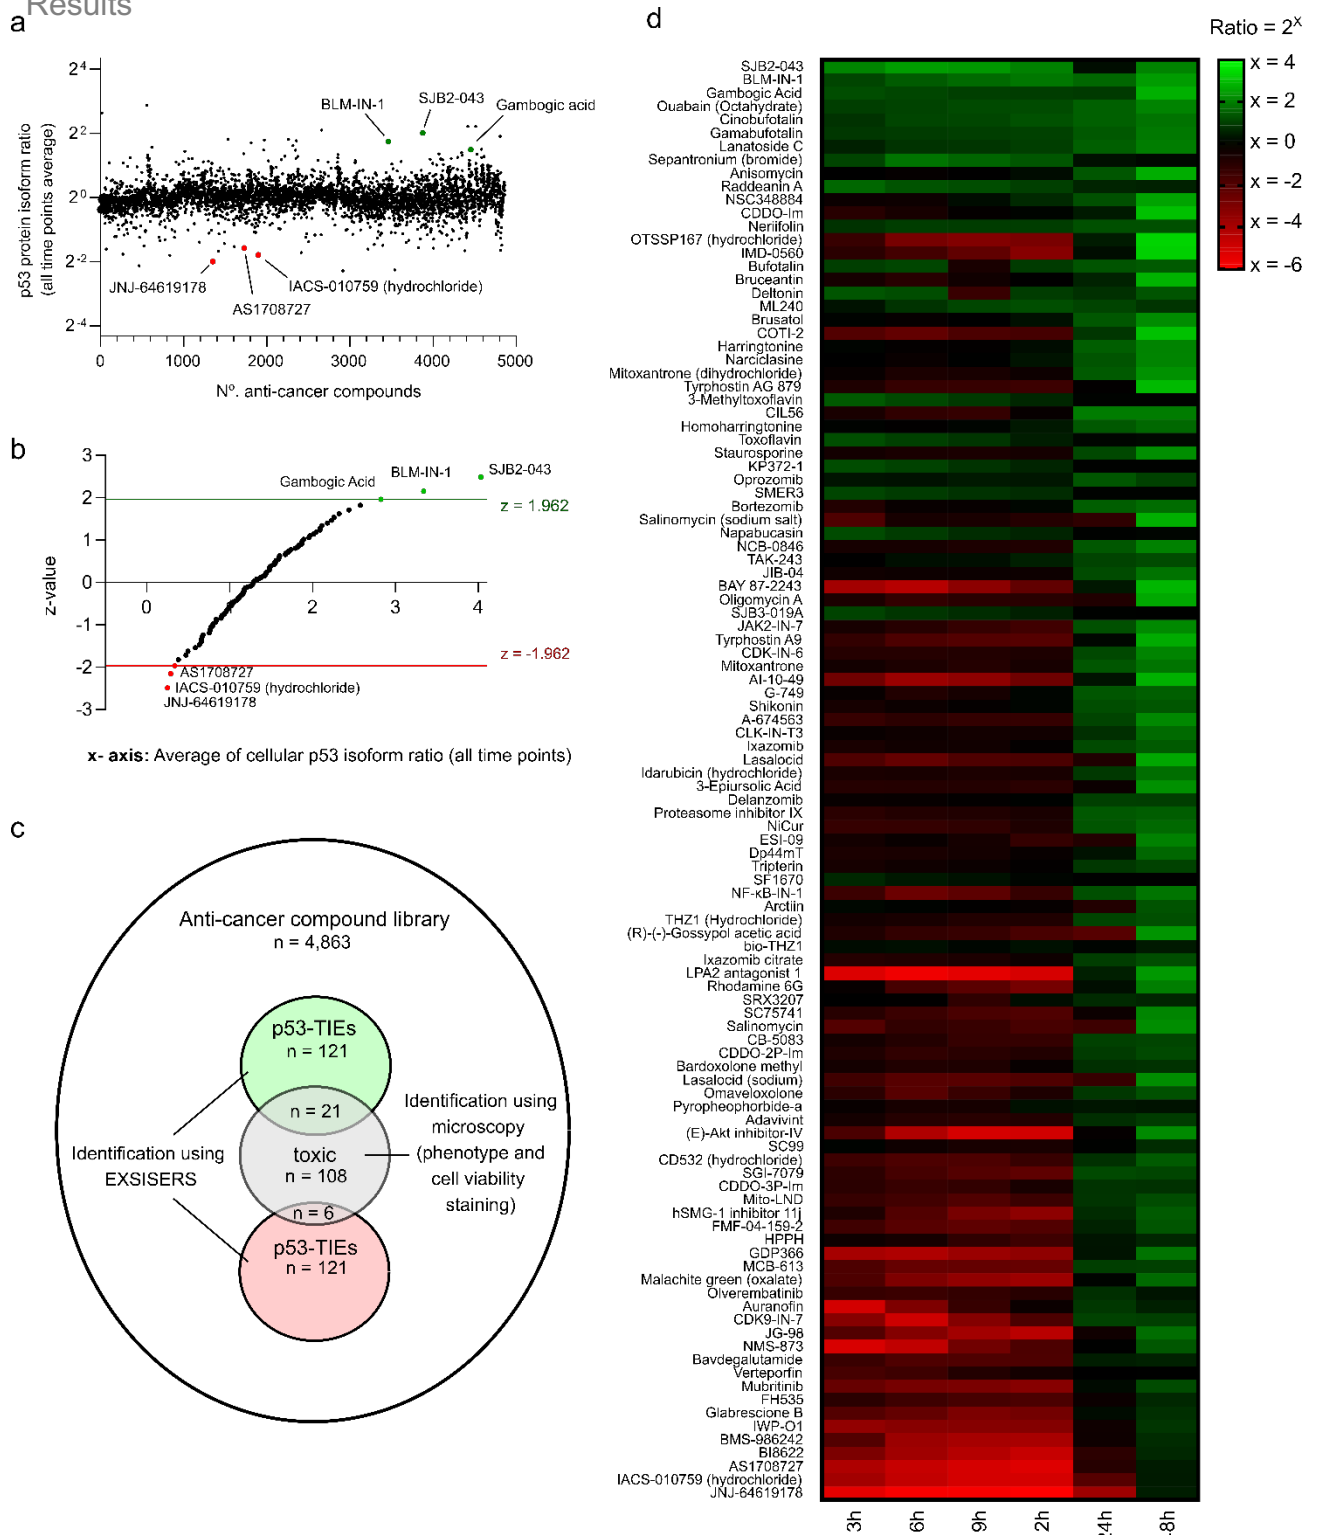 Results
a
p53 protein isoform ratio
(all time points average)
2⁴
2²
2⁰
2⁻²
2⁻⁴
BLM-IN-1
SJB2-043
Gambogic acid
JNJ-64619178
AS1708727
IACS-010759 (hydrochloride)
0
1000
2000
3000
4000
5000
Nº. anti-cancer compounds
b
z-value
3
2
1
0
-1
-2
-3
Gambogic Acid
BLM-IN-1
SJB2-043
z = 1.962
0
2
3
4
z = -1.962
AS1708727
IACS-010759 (hydrochloride)
JNJ-64619178
x- axis: Average of cellular p53 isoform ratio (all time points)
c
Anti-cancer compound library
n = 4,863
p53-TIEs
n = 121
n = 21
toxic
n = 108
n = 6
p53-TIEs
n = 121
Identification using
EXSISERS
Identification using
microscopy
(phenotype and
cell viability
staining)
d
Ratio = 2ˣ
x = 4
x = 2
x = 0
x = -2
x = -4
x = -6
SJB2-043
BLM-IN-1
Gambogic Acid
Ouabain (Octahydrate)
Cinobufotalin
Gamabufotalin
Lanatoside C
Sepantronium (bromide)
Anisomycin
Raddeanin A
NSC348884
CDDO-Im
Neriifolin
OTSSP167 (hydrochloride)
IMD-0560
Bufotalin
Bruceantin
Deltonin
ML240
Brusatol
COTI-2
Harringtonine
Narciclasine
Mitoxantrone (dihydrochloride)
Tyrphostin AG 879
3-Methyltoxoflavin
CIL56
Homoharringtonine
Toxoflavin
Staurosporine
KP372-1
Oprozomib
SMER3
Bortezomib
Salinomycin (sodium salt)
Napabucasin
NCB-0846
TAK-243
JIB-04
BAY 87-2243
Oligomycin A
SJB3-019A
JAK2-IN-7
Tyrphostin A9
CDK-IN-6
Mitoxantrone
AI-10-49
G-749
Shikonin
A-674563
CLK-IN-T3
Ixazomib
Lasalocid
Idarubicin (hydrochloride)
3-Epiursolic Acid
Delanzomib
Proteasome inhibitor IX
NiCur
ESI-09
Dp44mT
Tripterin
SF1670
NF-κB-IN-1
Arctiin
THZ1 (Hydrochloride)
(R)-(-)-Gossypol acetic acid
bio-THZ1
Ixazomib citrate
LPA2 antagonist 1
Rhodamine 6G
SRX3207
SC75741
Salinomycin
CB-5083
CDDO-2P-Im
Bardoxolone methyl
Lasalocid (sodium)
Omaveloxolone
Pyropheophorbide-a
Adavivint
(E)-Akt inhibitor-IV
SC99
CD532 (hydrochloride)
SGI-7079
CDDO-3P-Im
Mito-LND
hSMG-1 inhibitor 11j
FMF-04-159-2
HPPH
GDP366
MCB-613
Malachite green (oxalate)
Olverembatinib
Auranofin
CDK9-IN-7
JG-98
NMS-873
Bavdegalutamide
Verteporfin
Mubritinib
FH535
Glabrescione B
IWP-O1
BMS-986242
BI8622
AS1708727
IACS-010759 (hydrochloride)
JNJ-64619178
3h
6h
9h
2h
24h